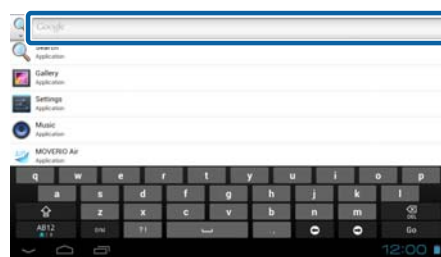 Google
Search
Application
Gallery
Application
Settings
Application
Music
Application
MOVERIO Air
Application
q w e r t y u i o p
a s d f g h j k l
z x c v b n m DEL
AB12 ?! . , Go
12:00